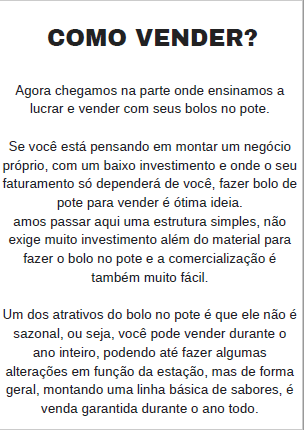 COMO VENDER?
Agora chegamos na parte onde ensinamos a
lucrar e vender com seus bolos no pote.
Se você está pensando em montar um negócio
próprio, com um baixo investimento e onde o seu
faturamento só dependerá de você, fazer bolo de
pote para vender é ótima ideia.
amos passar aqui uma estrutura simples, não
exige muito investimento além do material para
fazer o bolo no pote e a comercialização é
também muito fácil.
Um dos atrativos do bolo no pote é que ele não é
sazonal, ou seja, você pode vender durante o
ano inteiro, podendo até fazer algumas
alterações em função da estação, mas de forma
geral, montando uma linha básica de sabores, é
venda garantida durante o ano todo.